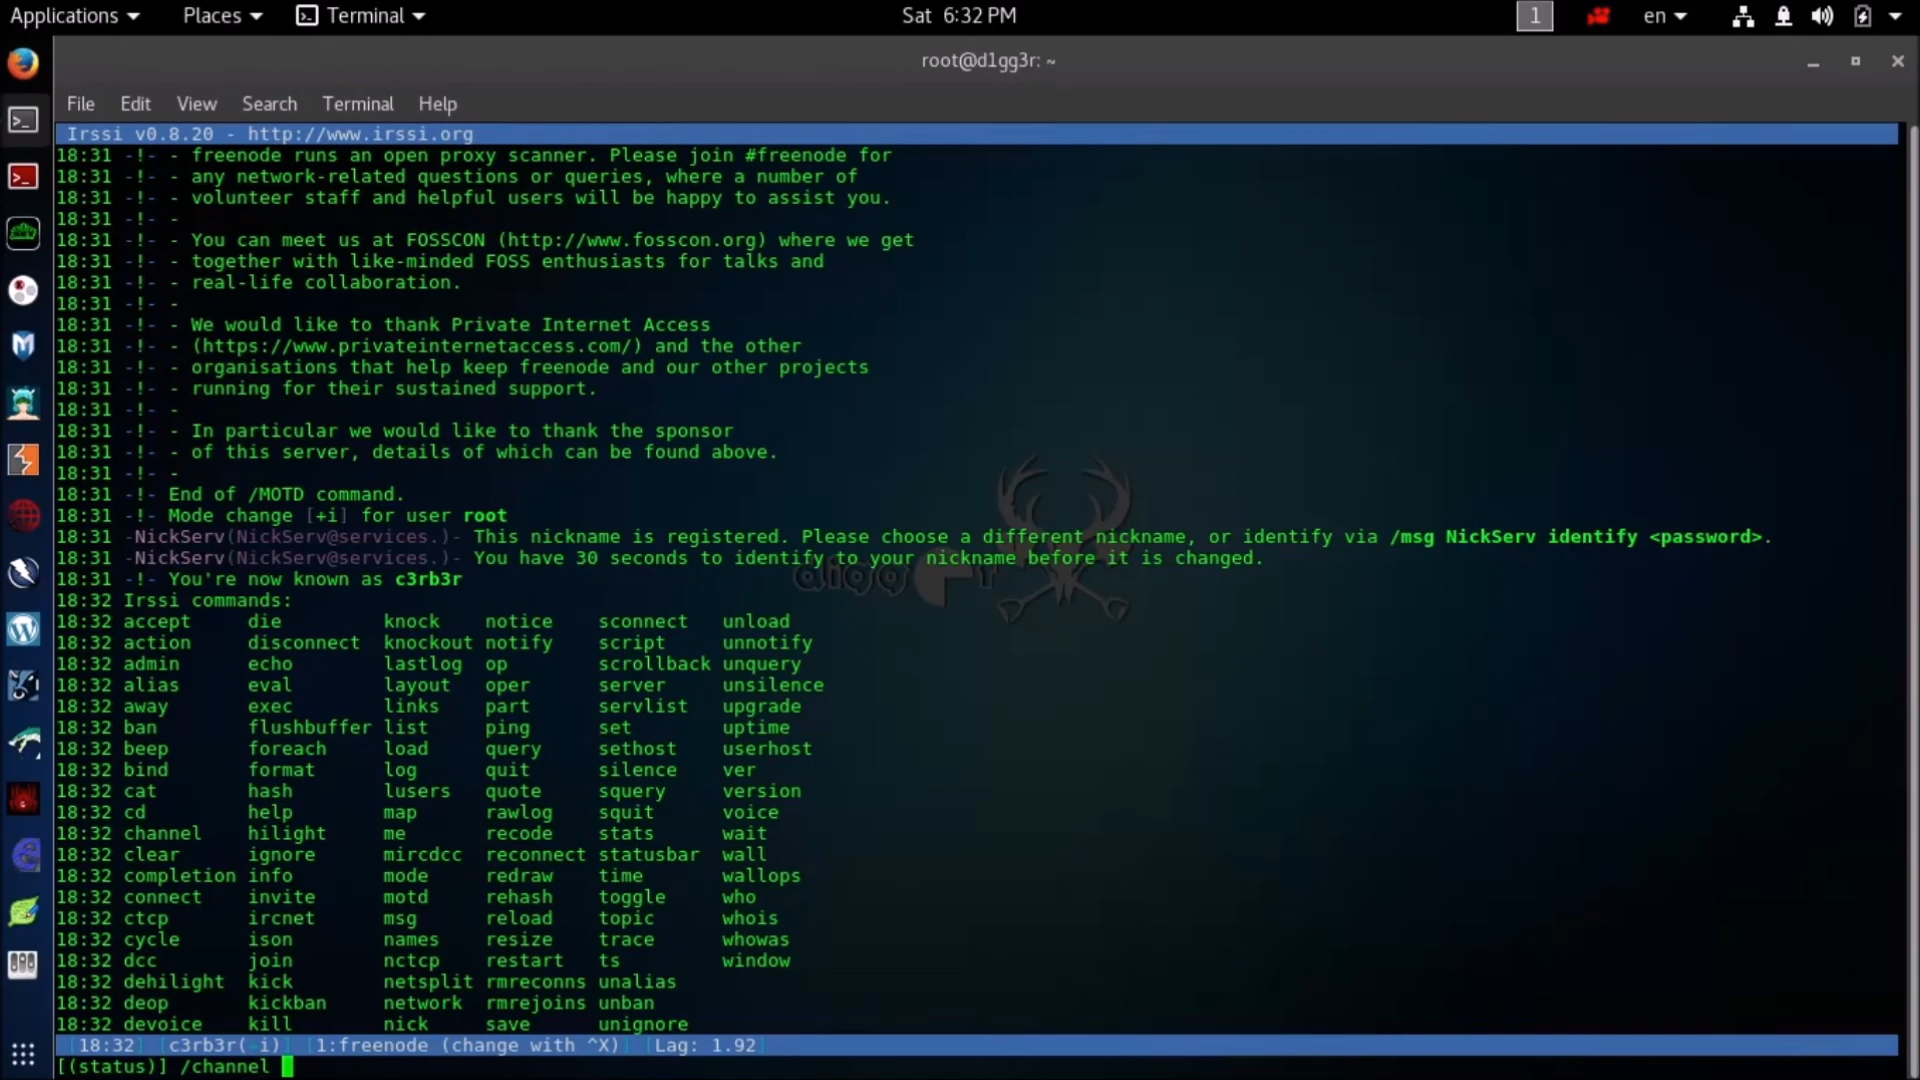 Applications Places Terminal Sat 6:32 PM 1 en
root@d1gg3r: ~
File Edit View Search Terminal Help
Irssi v0.8.20 - http://www.irssi.org
18:31 -!- - freenode runs an open proxy scanner. Please join #freenode for
18:31 -!- - any network-related questions or queries, where a number of
18:31 -!- - volunteer staff and helpful users will be happy to assist you.
18:31 -!- -
18:31 -!- - You can meet us at FOSSCON (http://www.fosscon.org) where we get
18:31 -!- - together with like-minded FOSS enthusiasts for talks and
18:31 -!- - real-life collaboration.
18:31 -!- -
18:31 -!- - We would like to thank Private Internet Access
18:31 -!- - (https://www.privateinternetaccess.com/) and the other
18:31 -!- - organisations that help keep freenode and our other projects
18:31 -!- - running for their sustained support.
18:31 -!- -
18:31 -!- - In particular we would like to thank the sponsor
18:31 -!- - of this server, details of which can be found above.
18:31 -!- -
18:31 -!- End of /MOTD command.
18:31 -!- Mode change [+i] for user root
18:31 -NickServ(NickServ@services.)- This nickname is registered. Please choose a different nickname, or identify via /msg NickServ identify <password>.
18:31 -NickServ(NickServ@services.)- You have 30 seconds to identify to your nickname before it is changed.
18:31 -!- You're now known as c3rb3r
18:32 Irssi commands:
18:32 accept die knock notice sconnect unload
18:32 action disconnect knockout notify script unnotify
18:32 admin echo lastlog op scrollback unquery
18:32 alias eval layout oper server unsilence
18:32 away exec links part servlist upgrade
18:32 ban flushbuffer list ping set uptime
18:32 beep foreach load query sethost userhost
18:32 bind format log quit silence ver
18:32 cat hash lusers quote squery version
18:32 cd help map rawlog squit voice
18:32 channel hilight me recode stats wait
18:32 clear ignore mircdcc reconnect statusbar wall
18:32 completion info mode redraw time wallops
18:32 connect invite motd rehash toggle who
18:32 ctcp ircnet msg reload topic whois
18:32 cycle ison names resize trace whowas
18:32 dcc join nctcp restart ts window
18:32 dehilight kick netsplit rmreconns unalias
18:32 deop kickban network rmrejoins unban
18:32 devoice kill nick save unignore
[18:32] [c3rb3r(-i)] [1:freenode (change with ^X)] [Lag: 1.92]
[(status)] /channel